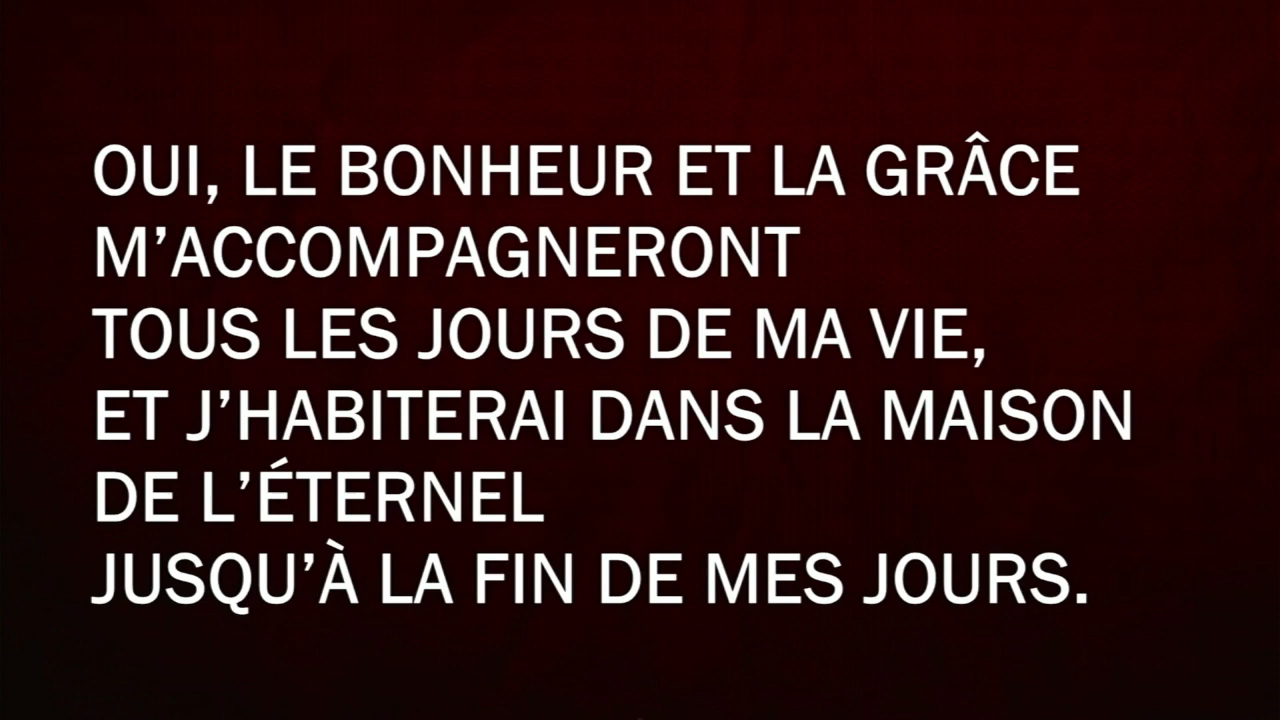 OUI, LE BONHEUR ET LA GRÂCE
M’ACCOMPAGNERONT
TOUS LES JOURS DE MA VIE,
ET J’HABITERAI DANS LA MAISON
DE L’ÉTERNEL
JUSQU’À LA FIN DE MES JOURS.